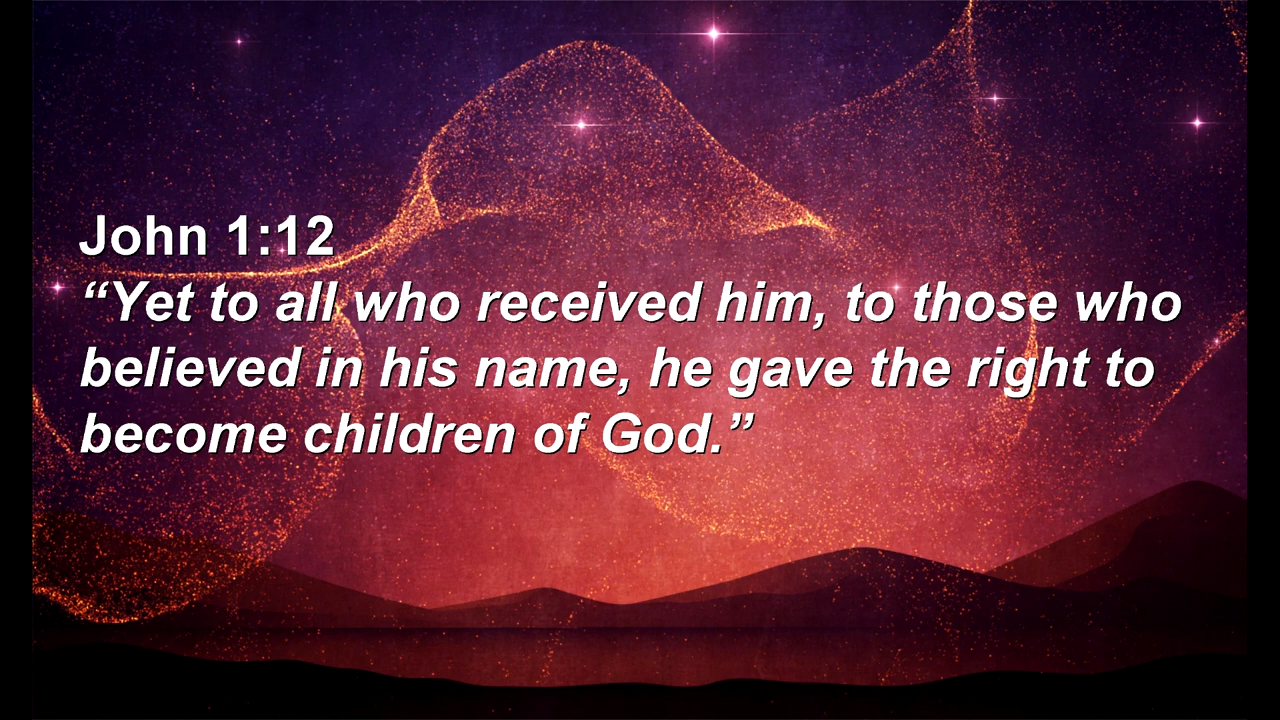 John 1:12
“Yet to all who received him, to those who
believed in his name, he gave the right to
become children of God.”